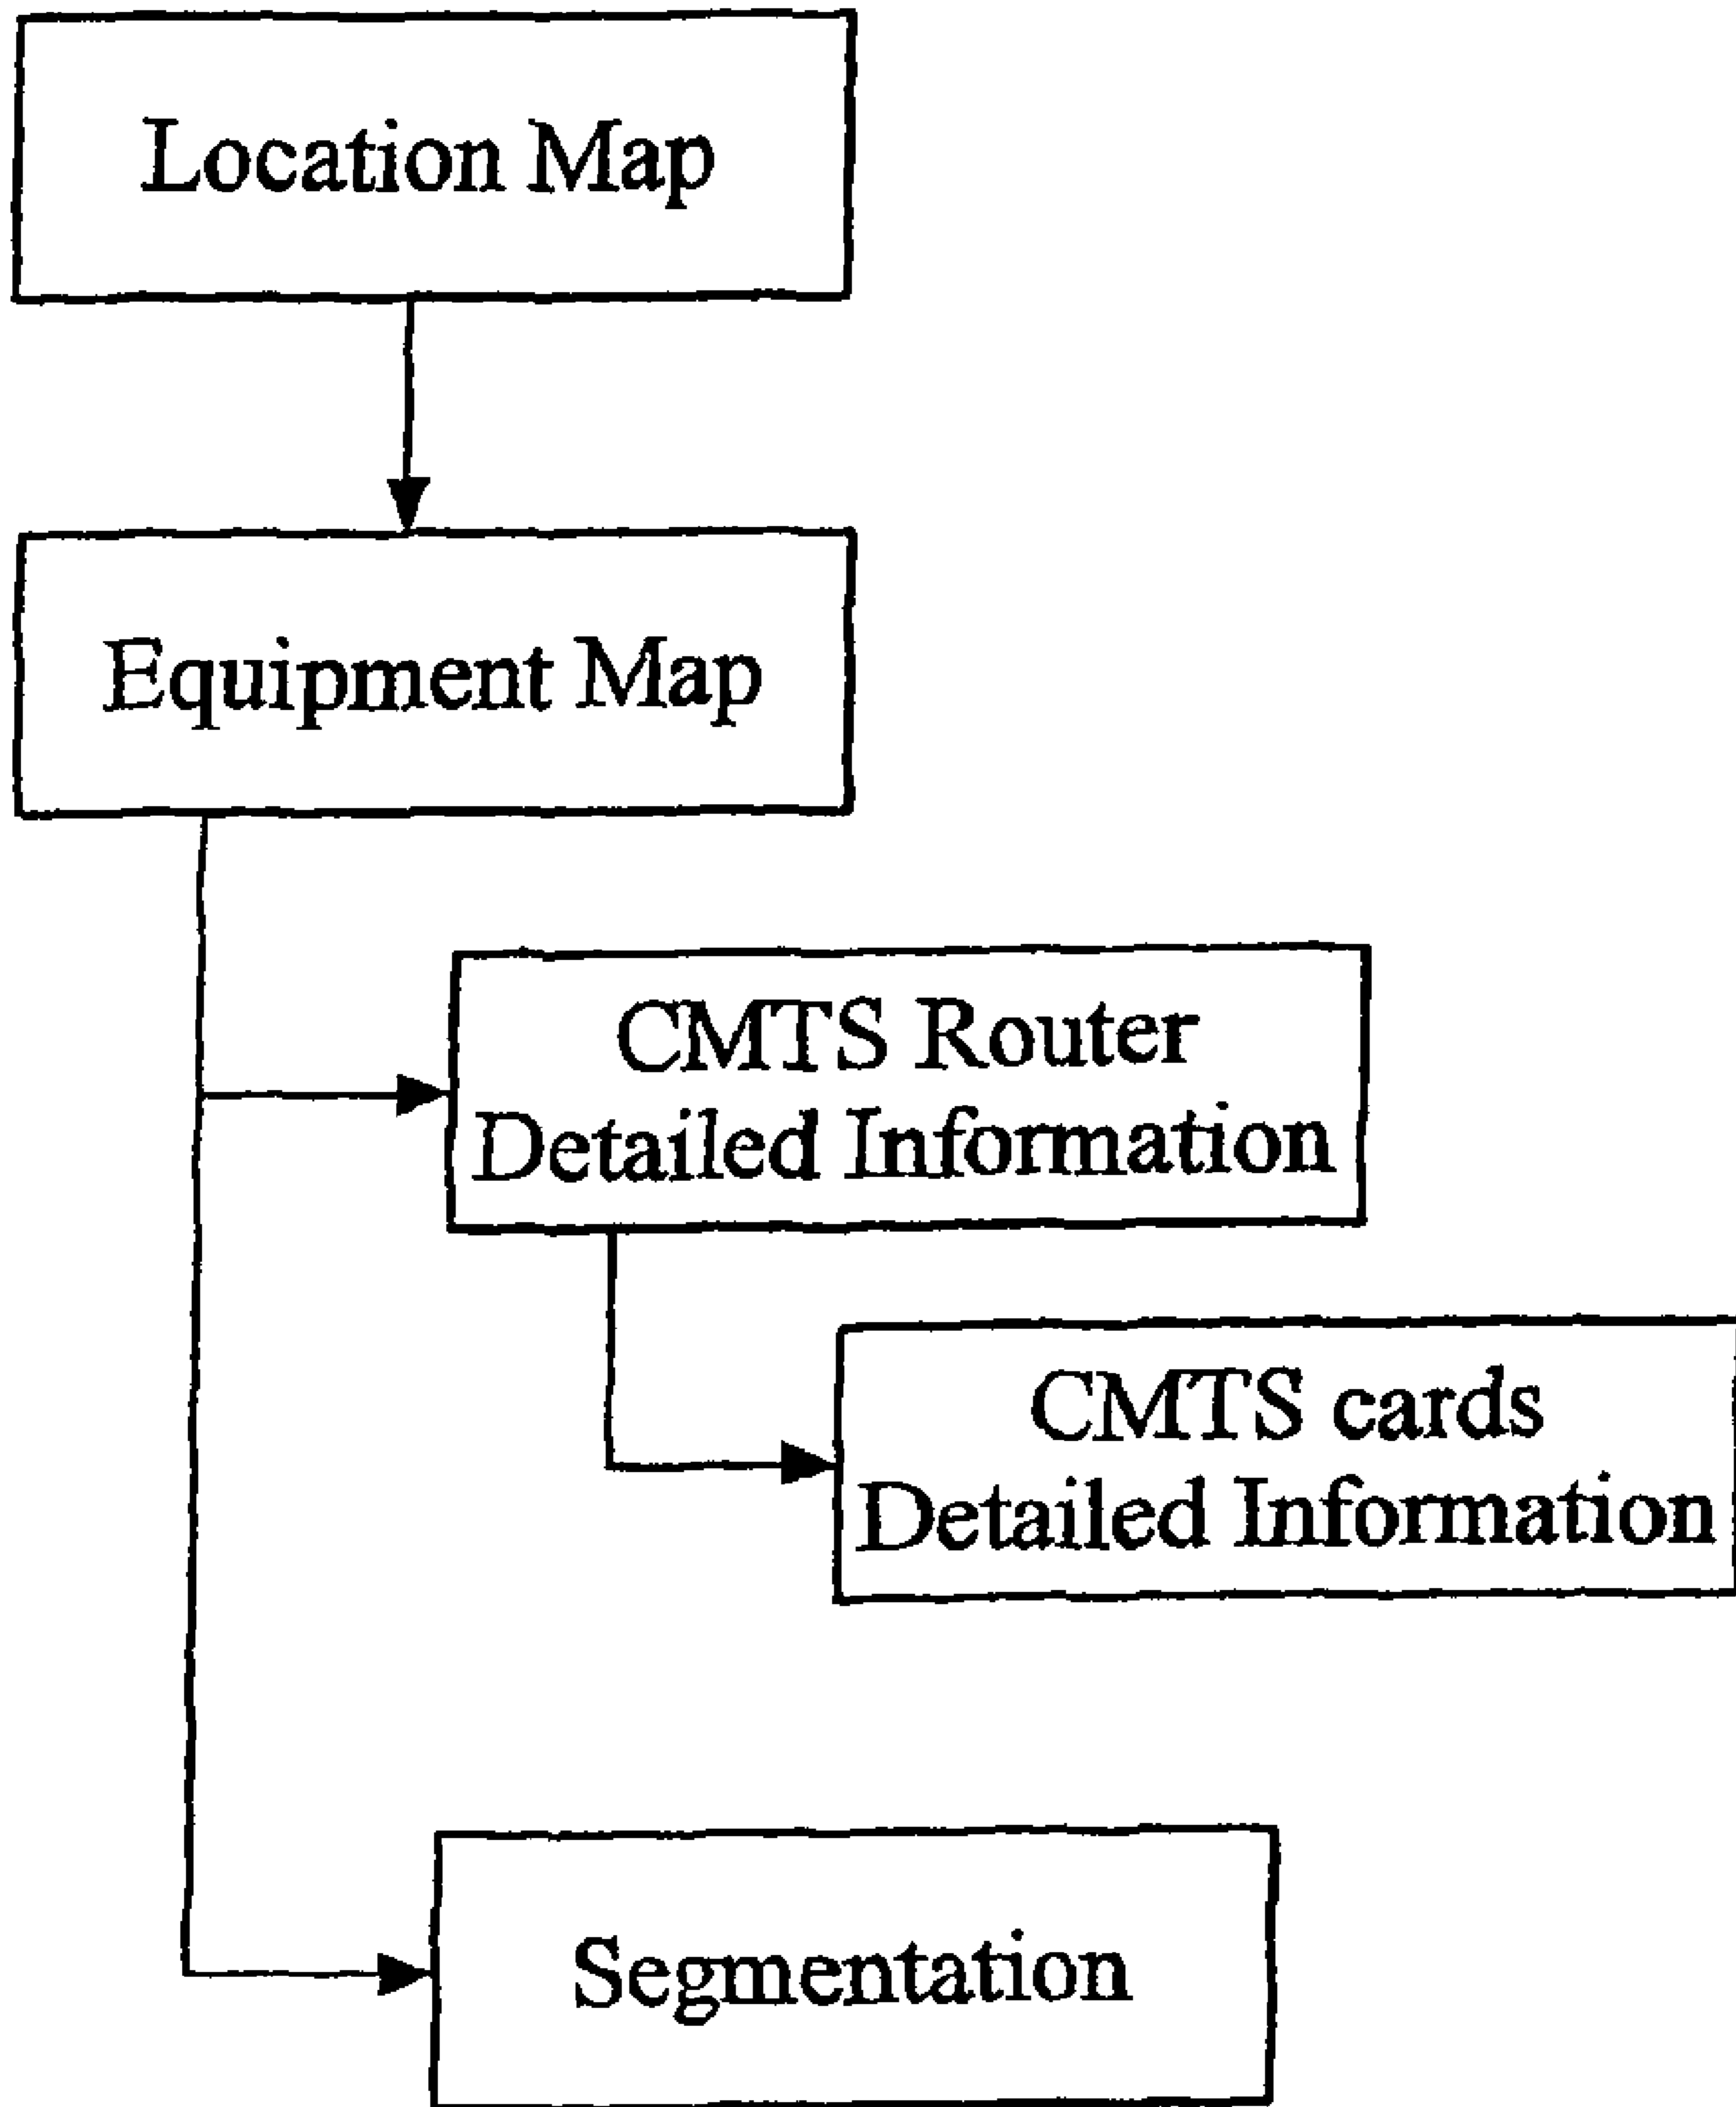 Location Map
Equipment Map
CMTS Router
Detailed Information
CMTS cards
Detailed Information
Segmentation